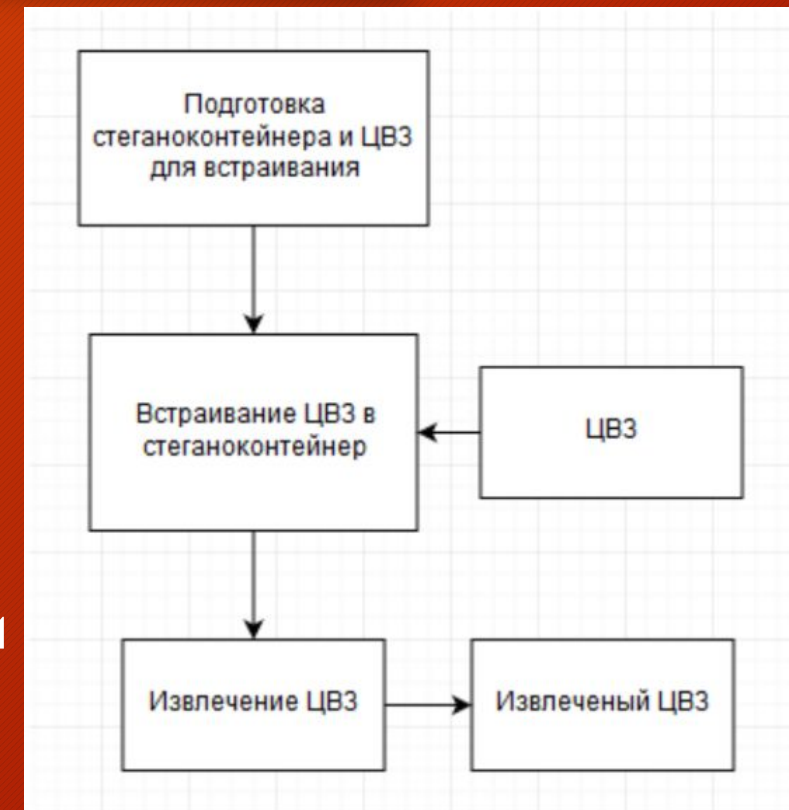 Подготовка
стеганоконтейнера и ЦВЗ
для встраивания
Встраивание ЦВЗ в
стеганоконтейнер
ЦВЗ
Извлечение ЦВЗ
Извлеченый ЦВЗ